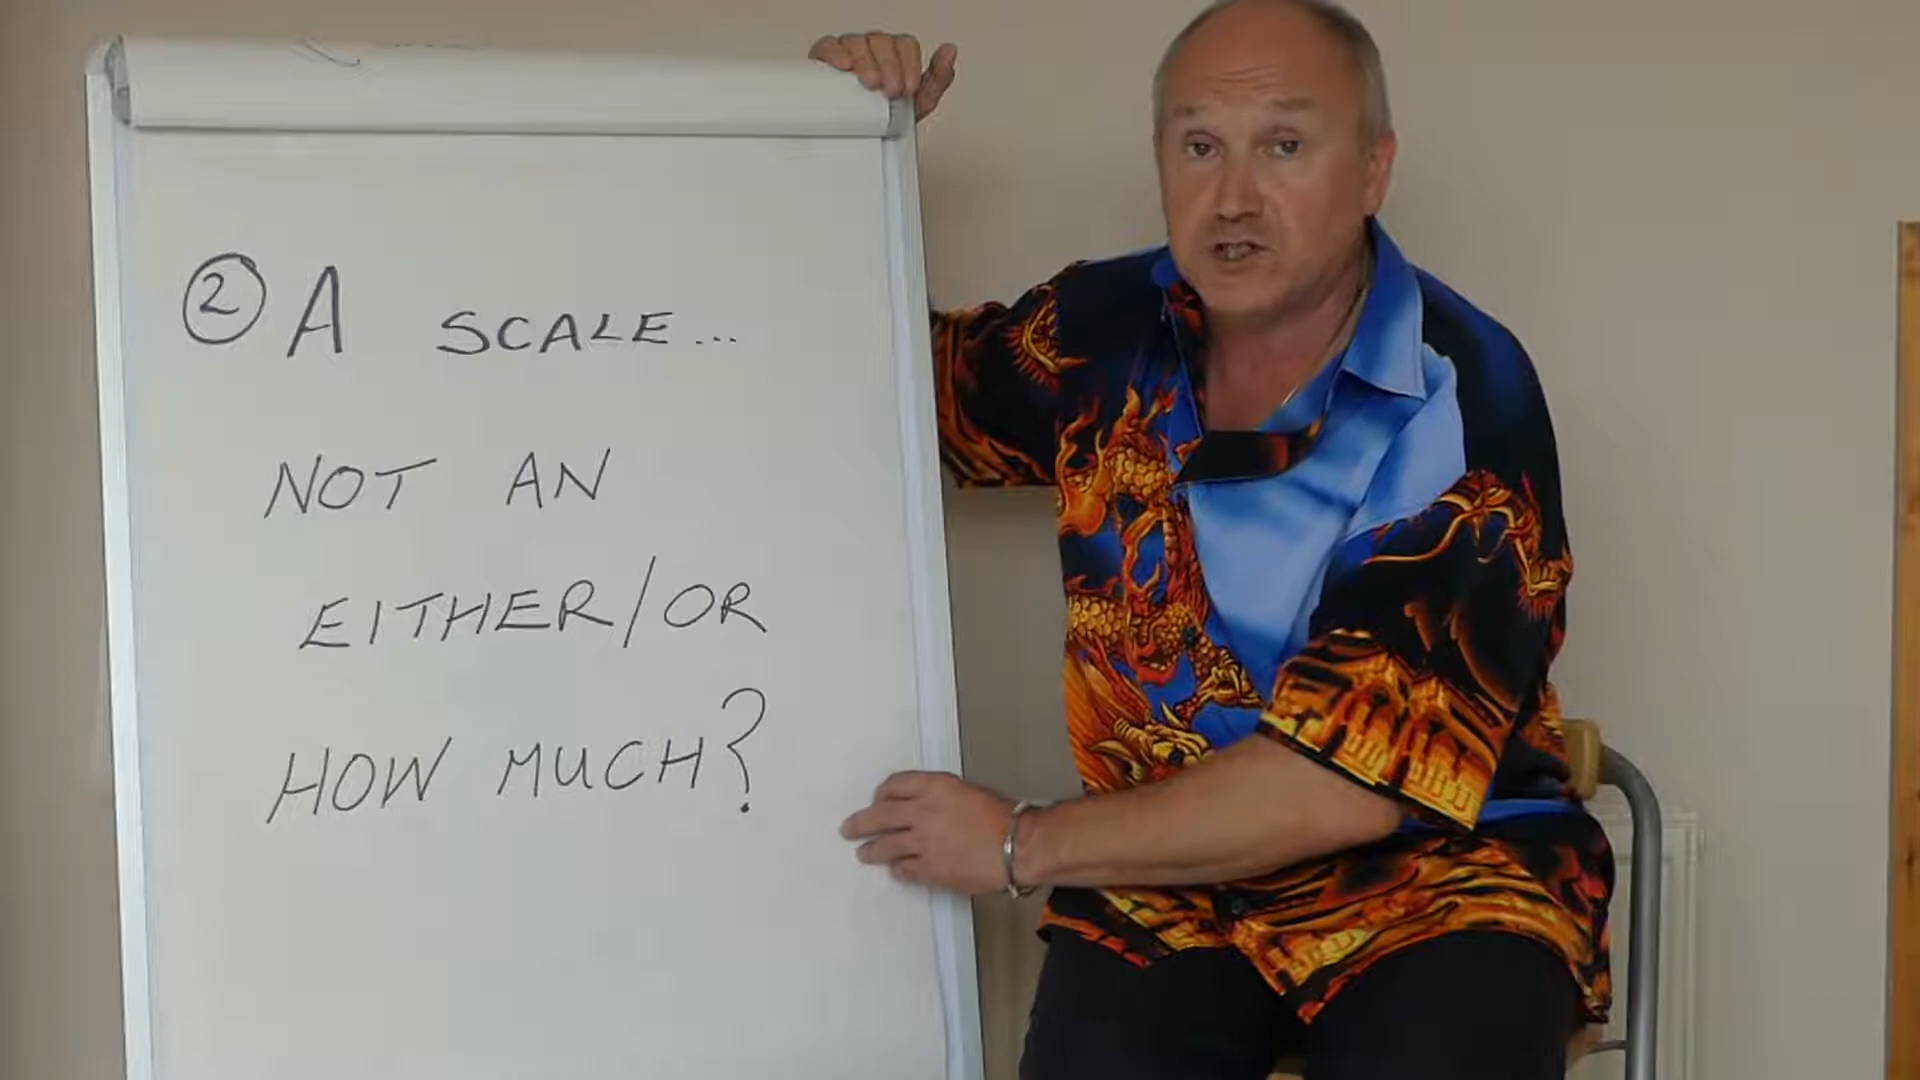 ② A SCALE...
NOT AN
EITHER/OR
HOW MUCH?